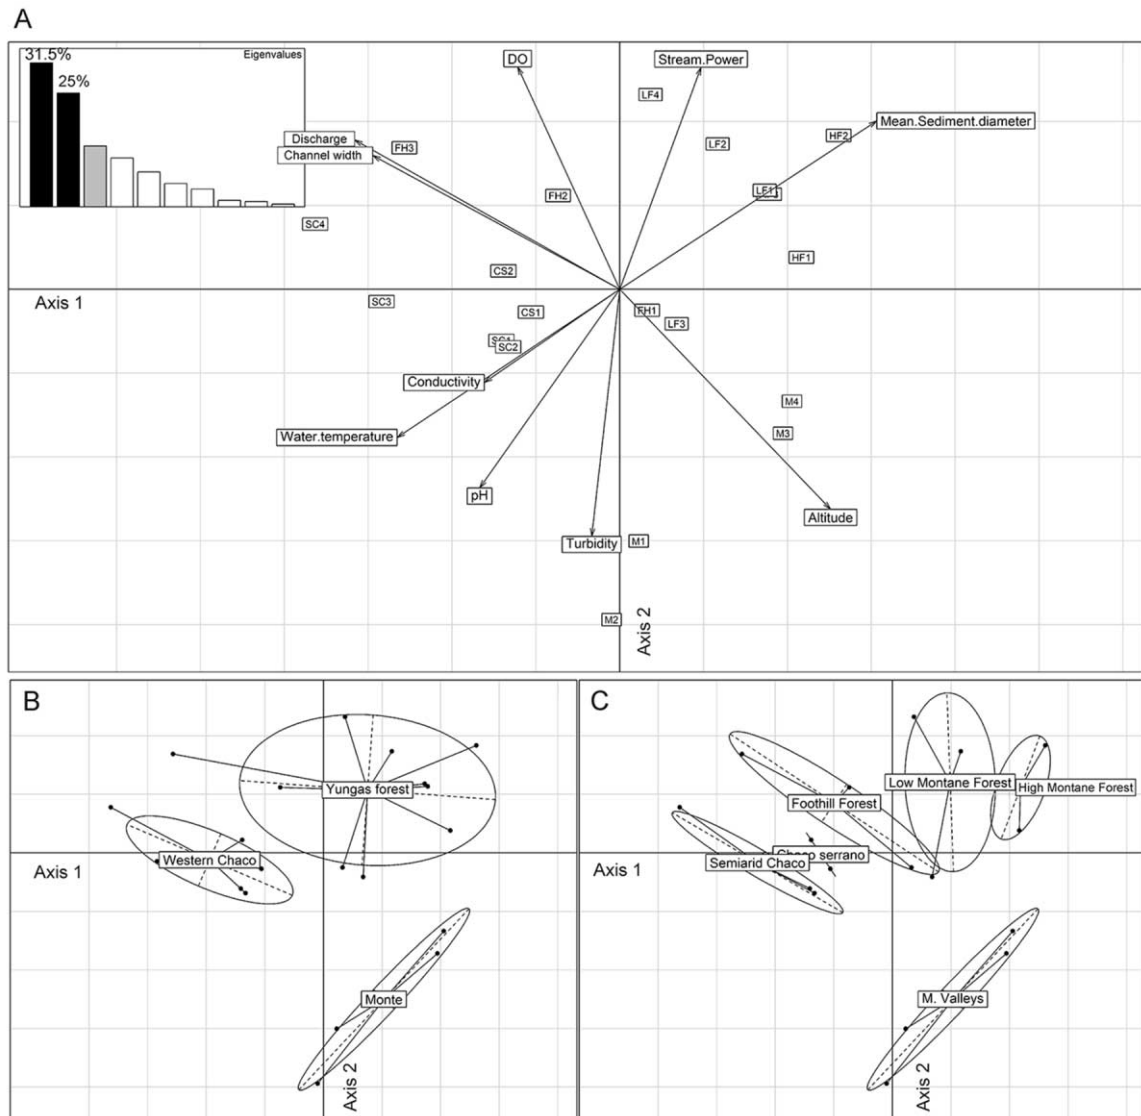 A
31.5%
Eigenvalues
25%
DO
Stream.Power
LF4
Mean.Sediment.diameter
HF2
Discharge
FH3
LF2
Channel width
LF1
FH2
SC4
HF1
CS2
Axis 1
SC3
CS1
FH1
LF3
SC2
Conductivity
M4
M3
Water.temperature
pH
Altitude
Turbidity
M1
M2
Axis 2
B
Yungas forest
Western Chaco
Axis 1
Monte
Axis 2
C
Low Montane Forest
High Montane Forest
Foothill Forest
Chaco serrano
Semiarid Chaco
Axis 1
M. Valleys
Axis 2